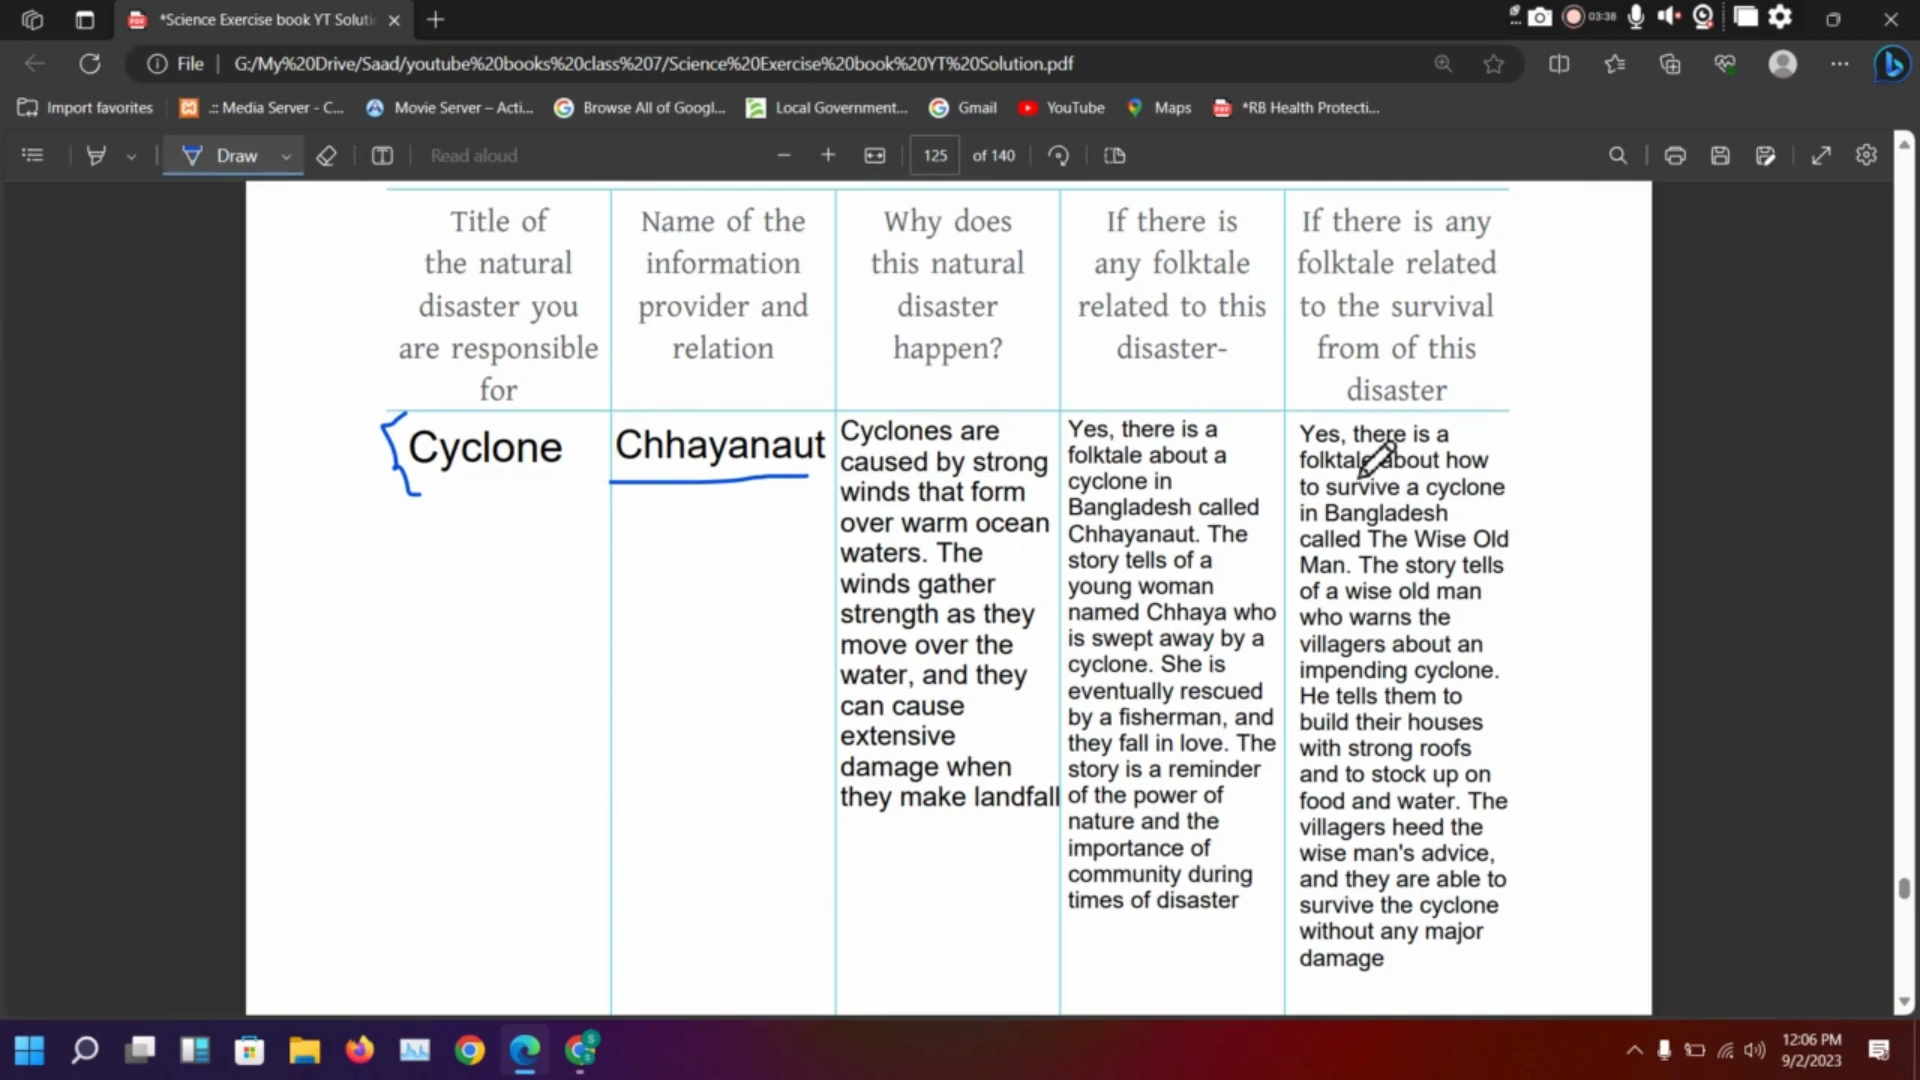 *Science Exercise book YT Soluti
03:38
File
G:/My%20Drive/Saad/youtube%20books%20class%207/Science%20Exercise%20book%20YT%20Solution.pdf
Import favorites
.:: Media Server - C...
Movie Server – Acti...
Browse All of Googl...
Local Government...
Gmail
YouTube
Maps
*RB Health Protecti...
Draw
Read aloud
125
of 140
Title of
the natural
disaster you
are responsible
for
Name of the
information
provider and
relation
Why does
this natural
disaster
happen?
If there is
any folktale
related to this
disaster-
If there is any
folktale related
to the survival
from of this
disaster
Cyclone
Chhayanaut
Cyclones are
caused by strong
winds that form
over warm ocean
waters. The
winds gather
strength as they
move over the
water, and they
can cause
extensive
damage when
they make landfall
Yes, there is a
folktale about a
cyclone in
Bangladesh called
Chhayanaut. The
story tells of a
young woman
named Chhaya who
is swept away by a
cyclone. She is
eventually rescued
by a fisherman, and
they fall in love. The
story is a reminder
of the power of
nature and the
importance of
community during
times of disaster
Yes, there is a
folktale about how
to survive a cyclone
in Bangladesh
called The Wise Old
Man. The story tells
of a wise old man
who warns the
villagers about an
impending cyclone.
He tells them to
build their houses
with strong roofs
and to stock up on
food and water. The
villagers heed the
wise man's advice,
and they are able to
survive the cyclone
without any major
damage
12:06 PM
9/2/2023